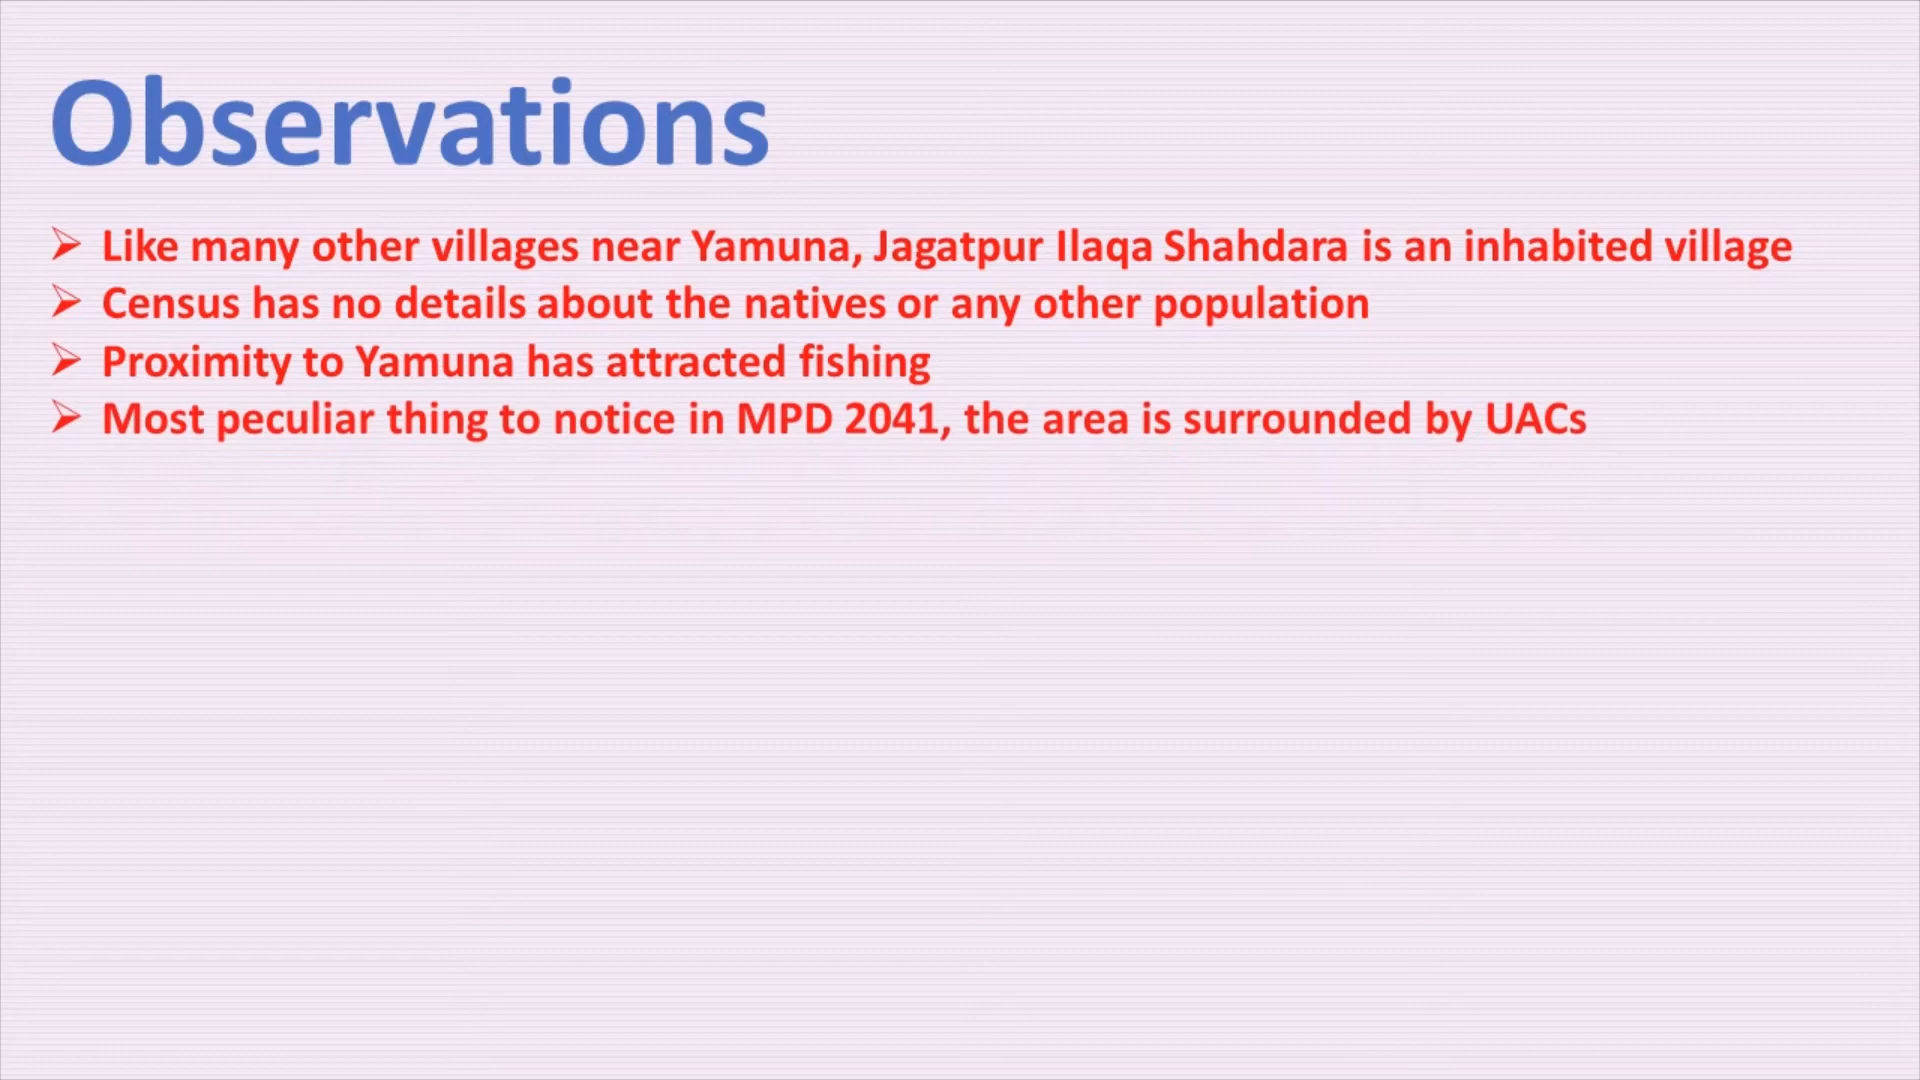 Observations
➢ Like many other villages near Yamuna, Jagatpur Ilaqa Shahdara is an inhabited village
➢ Census has no details about the natives or any other population
➢ Proximity to Yamuna has attracted fishing
➢ Most peculiar thing to notice in MPD 2041, the area is surrounded by UACs